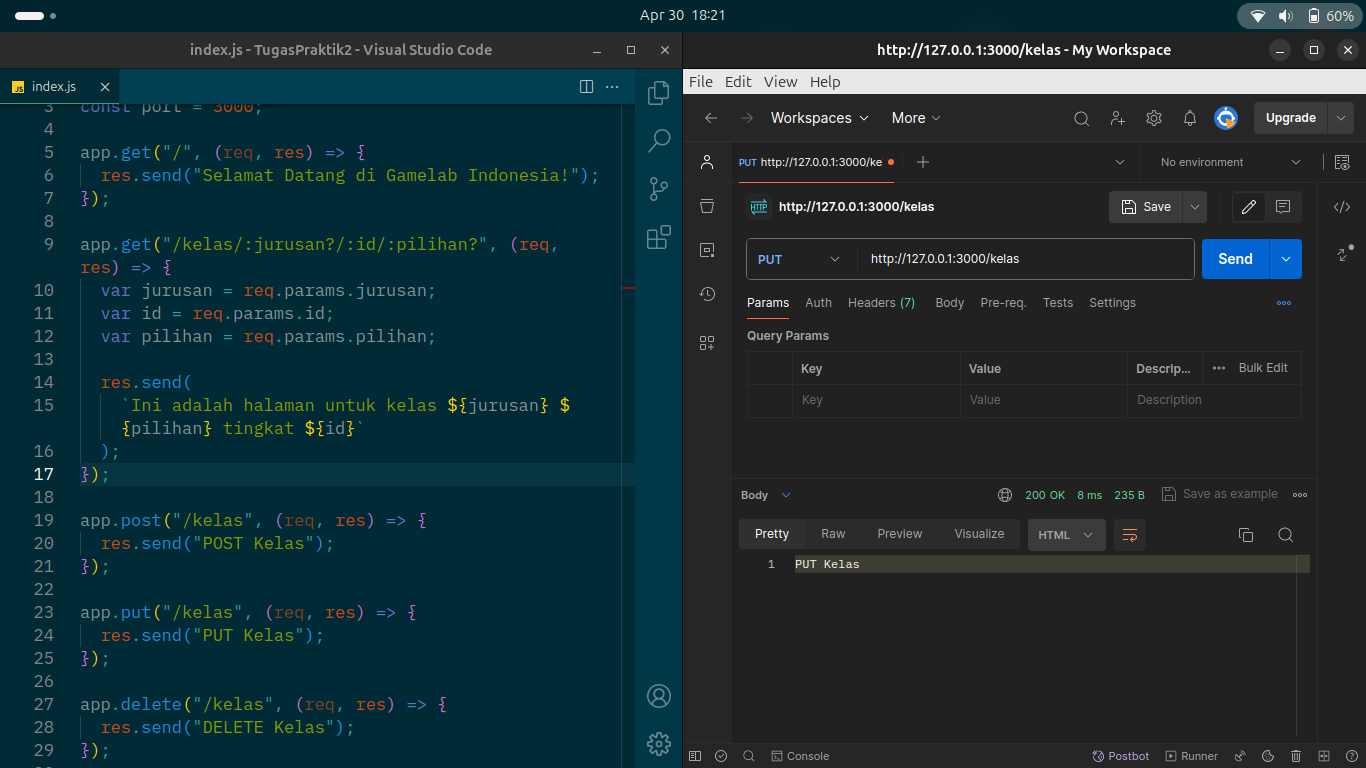 Apr 30 18:21
60%
index.js - TugasPraktik2 - Visual Studio Code
JS index.js
3 const port = 3000;
4
5 app.get("/", (req, res) => {
6 res.send("Selamat Datang di Gamelab Indonesia!");
7 });
8
9 app.get("/kelas/:jurusan?/:id/:pilihan?", (req,
res) => {
10 var jurusan = req.params.jurusan;
11 var id = req.params.id;
12 var pilihan = req.params.pilihan;
13
14 res.send(
15 `Ini adalah halaman untuk kelas ${jurusan} $
{pilihan} tingkat ${id}`
16 );
17 });
18
19 app.post("/kelas", (req, res) => {
20 res.send("POST Kelas");
21 });
22
23 app.put("/kelas", (req, res) => {
24 res.send("PUT Kelas");
25 });
26
27 app.delete("/kelas", (req, res) => {
28 res.send("DELETE Kelas");
29 });
http://127.0.0.1:3000/kelas - My Workspace
File Edit View Help
Workspaces More Upgrade
PUT http://127.0.0.1:3000/ke No environment
HTTP http://127.0.0.1:3000/kelas Save
PUT http://127.0.0.1:3000/kelas Send
Params Auth Headers (7) Body Pre-req. Tests Settings
Query Params
Key Value Descrip... Bulk Edit
Key Value Description
Body 200 OK 8 ms 235 B Save as example
Pretty Raw Preview Visualize HTML
1 PUT Kelas
Console Postbot Runner